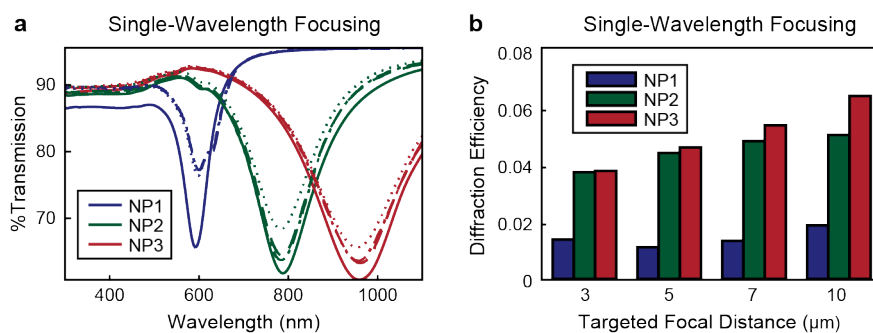 a
Single-Wavelength Focusing
%Transmission
90
80
70
NP1
NP2
NP3
400
600
800
1000
Wavelength (nm)
b
Single-Wavelength Focusing
Diffraction Efficiency
0.08
0.06
0.04
0.02
0
NP1
NP2
NP3
3
5
7
10
Targeted Focal Distance (μm)